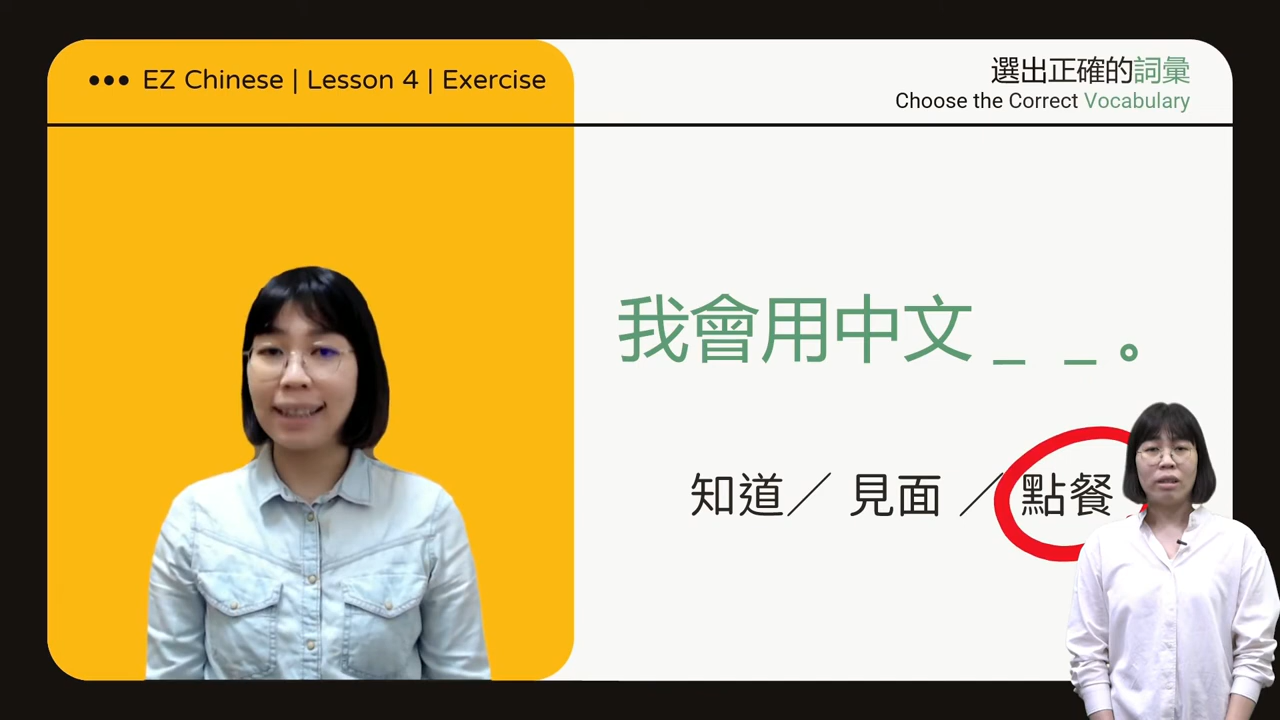 ••• EZ Chinese | Lesson 4 | Exercise
選出正確的詞彙
Choose the Correct Vocabulary
我會用中文＿ ＿。
知道／ 見面 ／ 點餐